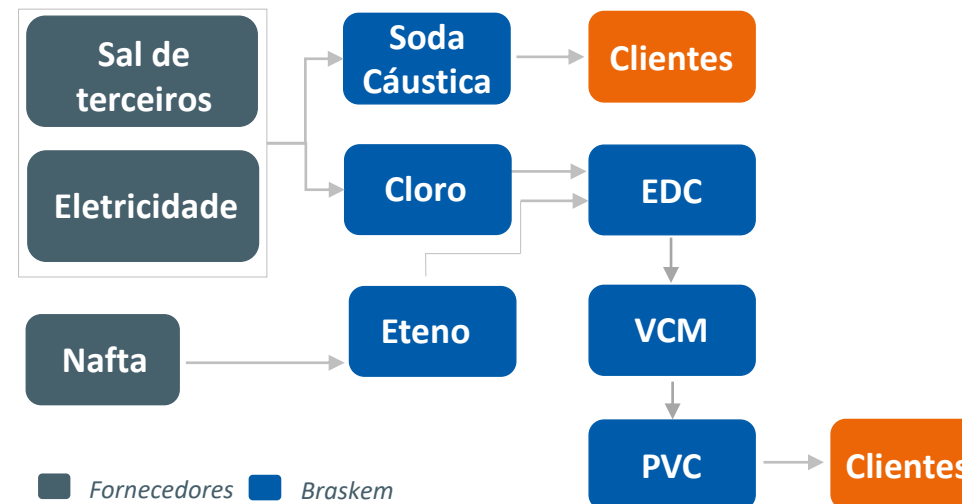 Sal de
terceiros
Soda
Cáustica
Clientes
Eletricidade
Cloro
EDC
Nafta
Eteno
VCM
PVC
Clientes
Fornecedores
Braskem